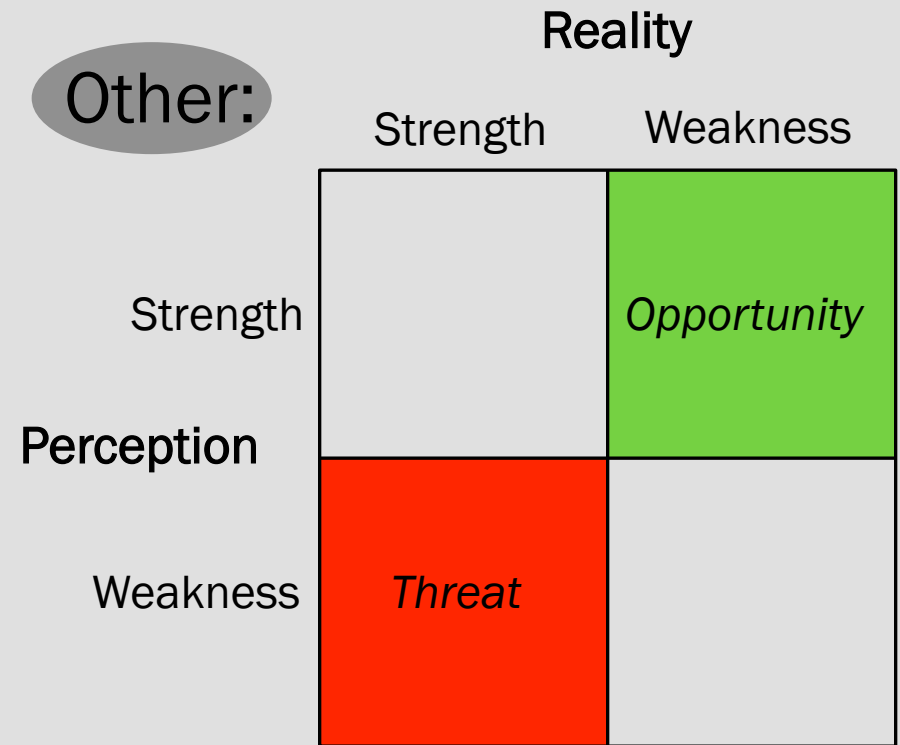 Reality
Other:
Strength Weakness
Strength Opportunity
Perception
Weakness Threat